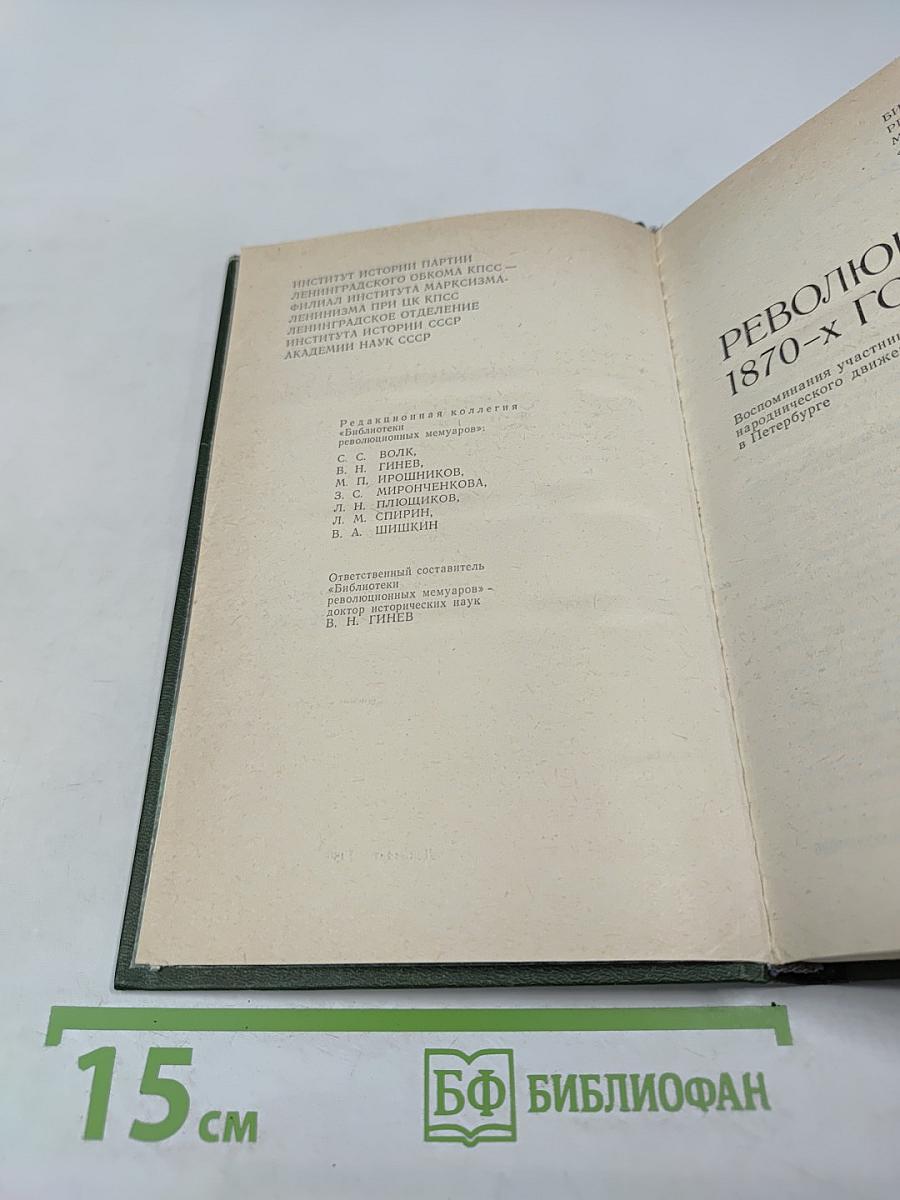 ИНСТИТУТ ИСТОРИИ ПАРТИИ
ЛЕНИНГРАДСКОГО ОБКОМА КПСС —
ФИЛИАЛ ИНСТИТУТА МАРКСИЗМА-
ЛЕНИНИЗМА ПРИ ЦК КПСС
ЛЕНИНГРАДСКОЕ ОТДЕЛЕНИЕ
ИНСТИТУТА ИСТОРИИ СССР
АКАДЕМИИ НАУК СССР
Редакционная коллегия
«Библиотеки
революционных мемуаров»:
С. С. ВОЛК,
В. Н. ГИНЕВ,
М. П. ИРОШНИКОВ,
З. С. МИРОНЧЕНКОВА,
Л. Н. ПЛЮЩИКОВ,
Л. М. СПИРИН,
В. А. ШИШКИН
Ответственный составитель
«Библиотеки
революционных мемуаров» -
доктор исторических наук
В. Н. ГИНЕВ
РЕВОЛЮ
1870-х ГО
Воспоминания участни
народнического движе
в Петербурге
15 см
БФ БИБЛИОФАН